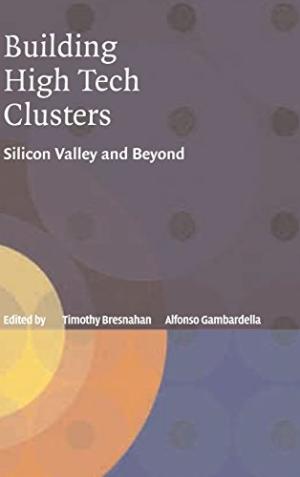 Building
High Tech
Clusters
Silicon Valley and Beyond
Edited by Timothy Bresnahan Alfonso Gambardella